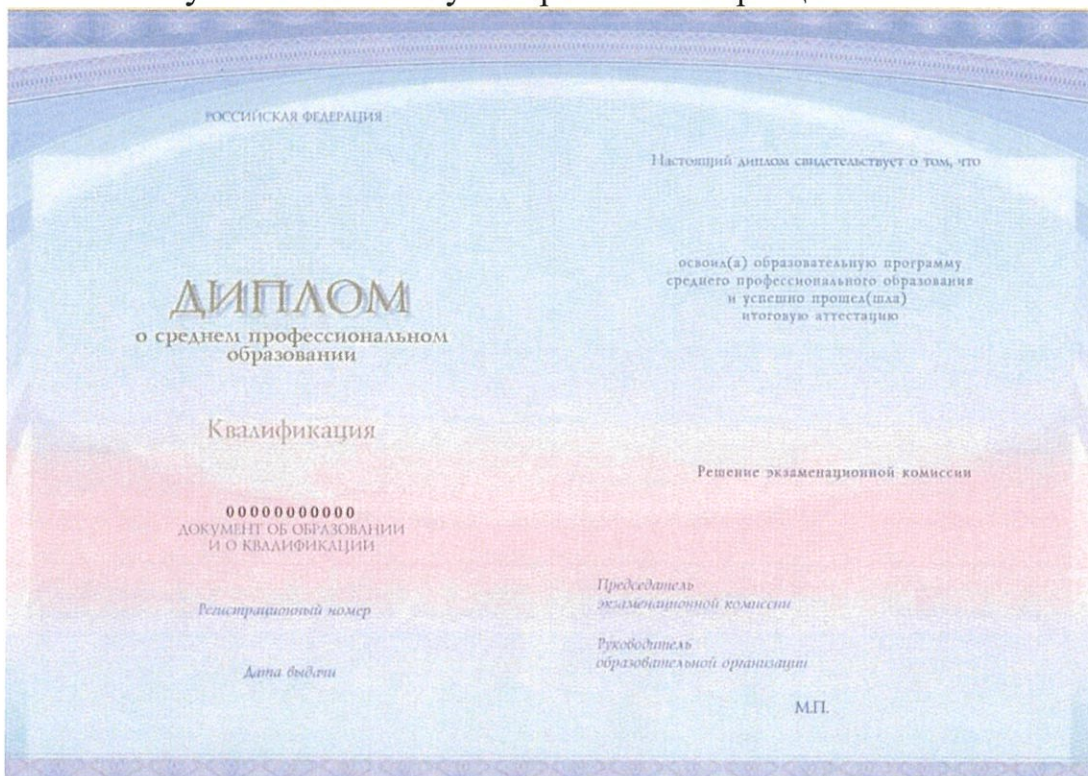 РОССИЙСКАЯ ФЕДЕРАЦИЯ
ДИПЛОМ
о среднем профессиональном
образовании
Квалификация
00000000000
ДОКУМЕНТ ОБ ОБРАЗОВАНИИ
И О КВАЛИФИКАЦИИ
Регистрационный номер
Дата выдачи
Настоящий диплом свидетельствует о том, что
освоил(а) образовательную программу
среднего профессионального образования
и успешно прошел(шла)
итоговую аттестацию
Решение экзаменационной комиссии
Председатель
экзаменационной комиссии
Руководитель
образовательной организации
М.П.